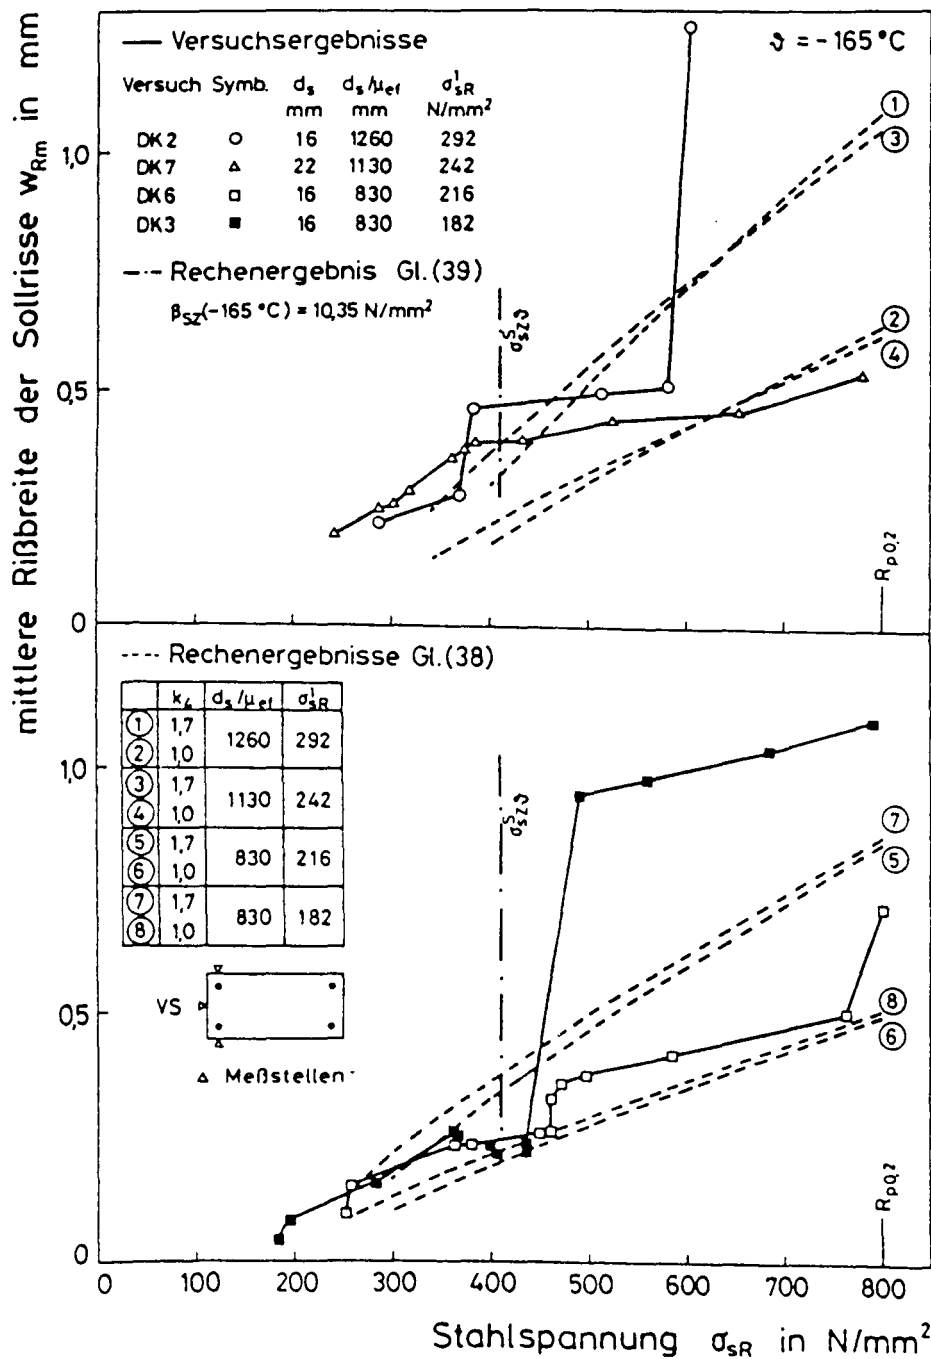 mittlere Rißbreite der Sollrisse w_Rm in mm
— Versuchsergebnisse
ϑ = -165 °C
Versuch Symb. d_s d_s/μ_ef σ¹_sR
mm mm N/mm²
DK2 ○ 16 1260 292
DK7 △ 22 1130 242
DK6 □ 16 830 216
DK3 ■ 16 830 182
—·— Rechenergebnis Gl.(39)
β_SZ(-165 °C) = 10,35 N/mm²
σ^S_sZϑ
1,0
0,5
0
①
③
②
④
R_p0,2
---- Rechenergebnisse Gl.(38)
k_4 d_s/μ_ef σ¹_sR
① 1,7
② 1,0
1260 292
③ 1,7
④ 1,0
1130 242
⑤ 1,7
⑥ 1,0
830 216
⑦ 1,7
⑧ 1,0
830 182
VS
△ Meßstellen
σ^S_sZϑ
1,0
0,5
0
⑦
⑤
⑧
⑥
R_p0,2
0 100 200 300 400 500 600 700 800
Stahlspannung σ_sR in N/mm²